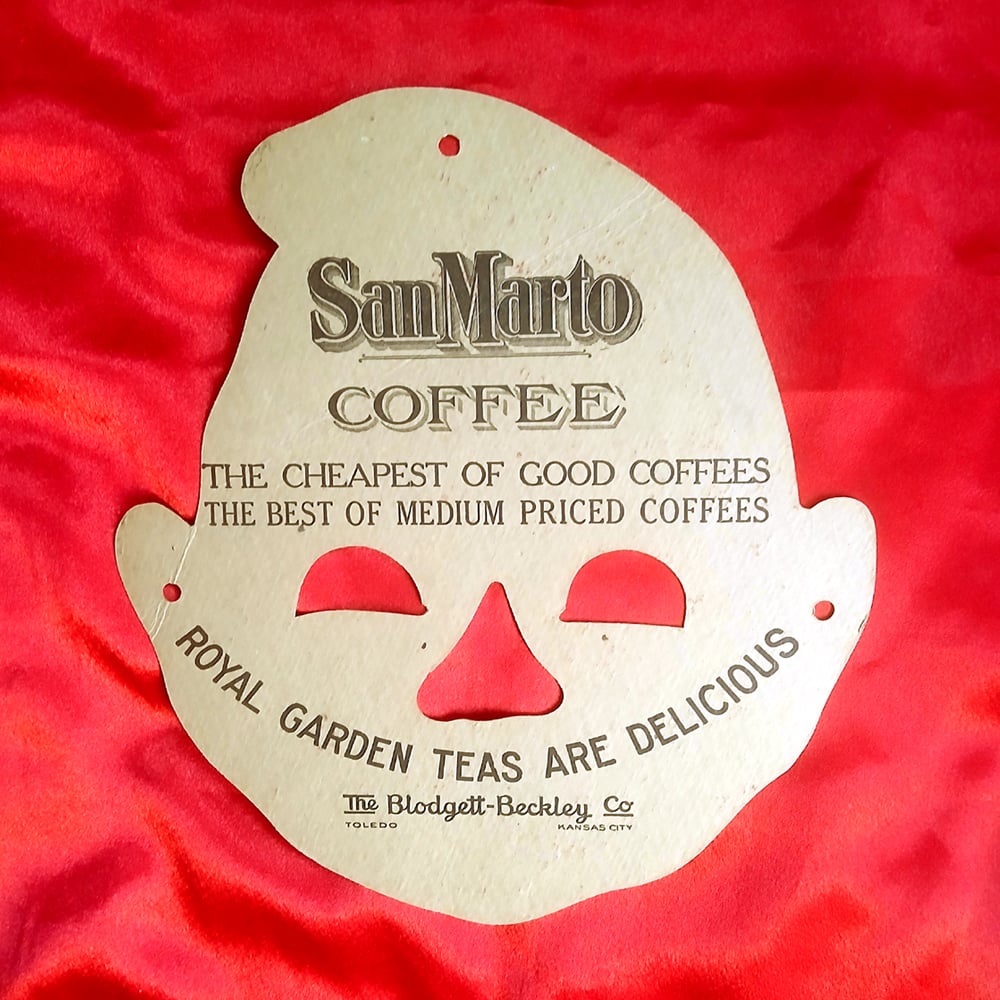 SanMarto
COFFEE
THE CHEAPEST OF GOOD COFFEES
THE BEST OF MEDIUM PRICED COFFEES
ROYAL GARDEN TEAS ARE DELICIOUS
The Blodgett-Beckley Co
TOLEDO KANSAS CITY